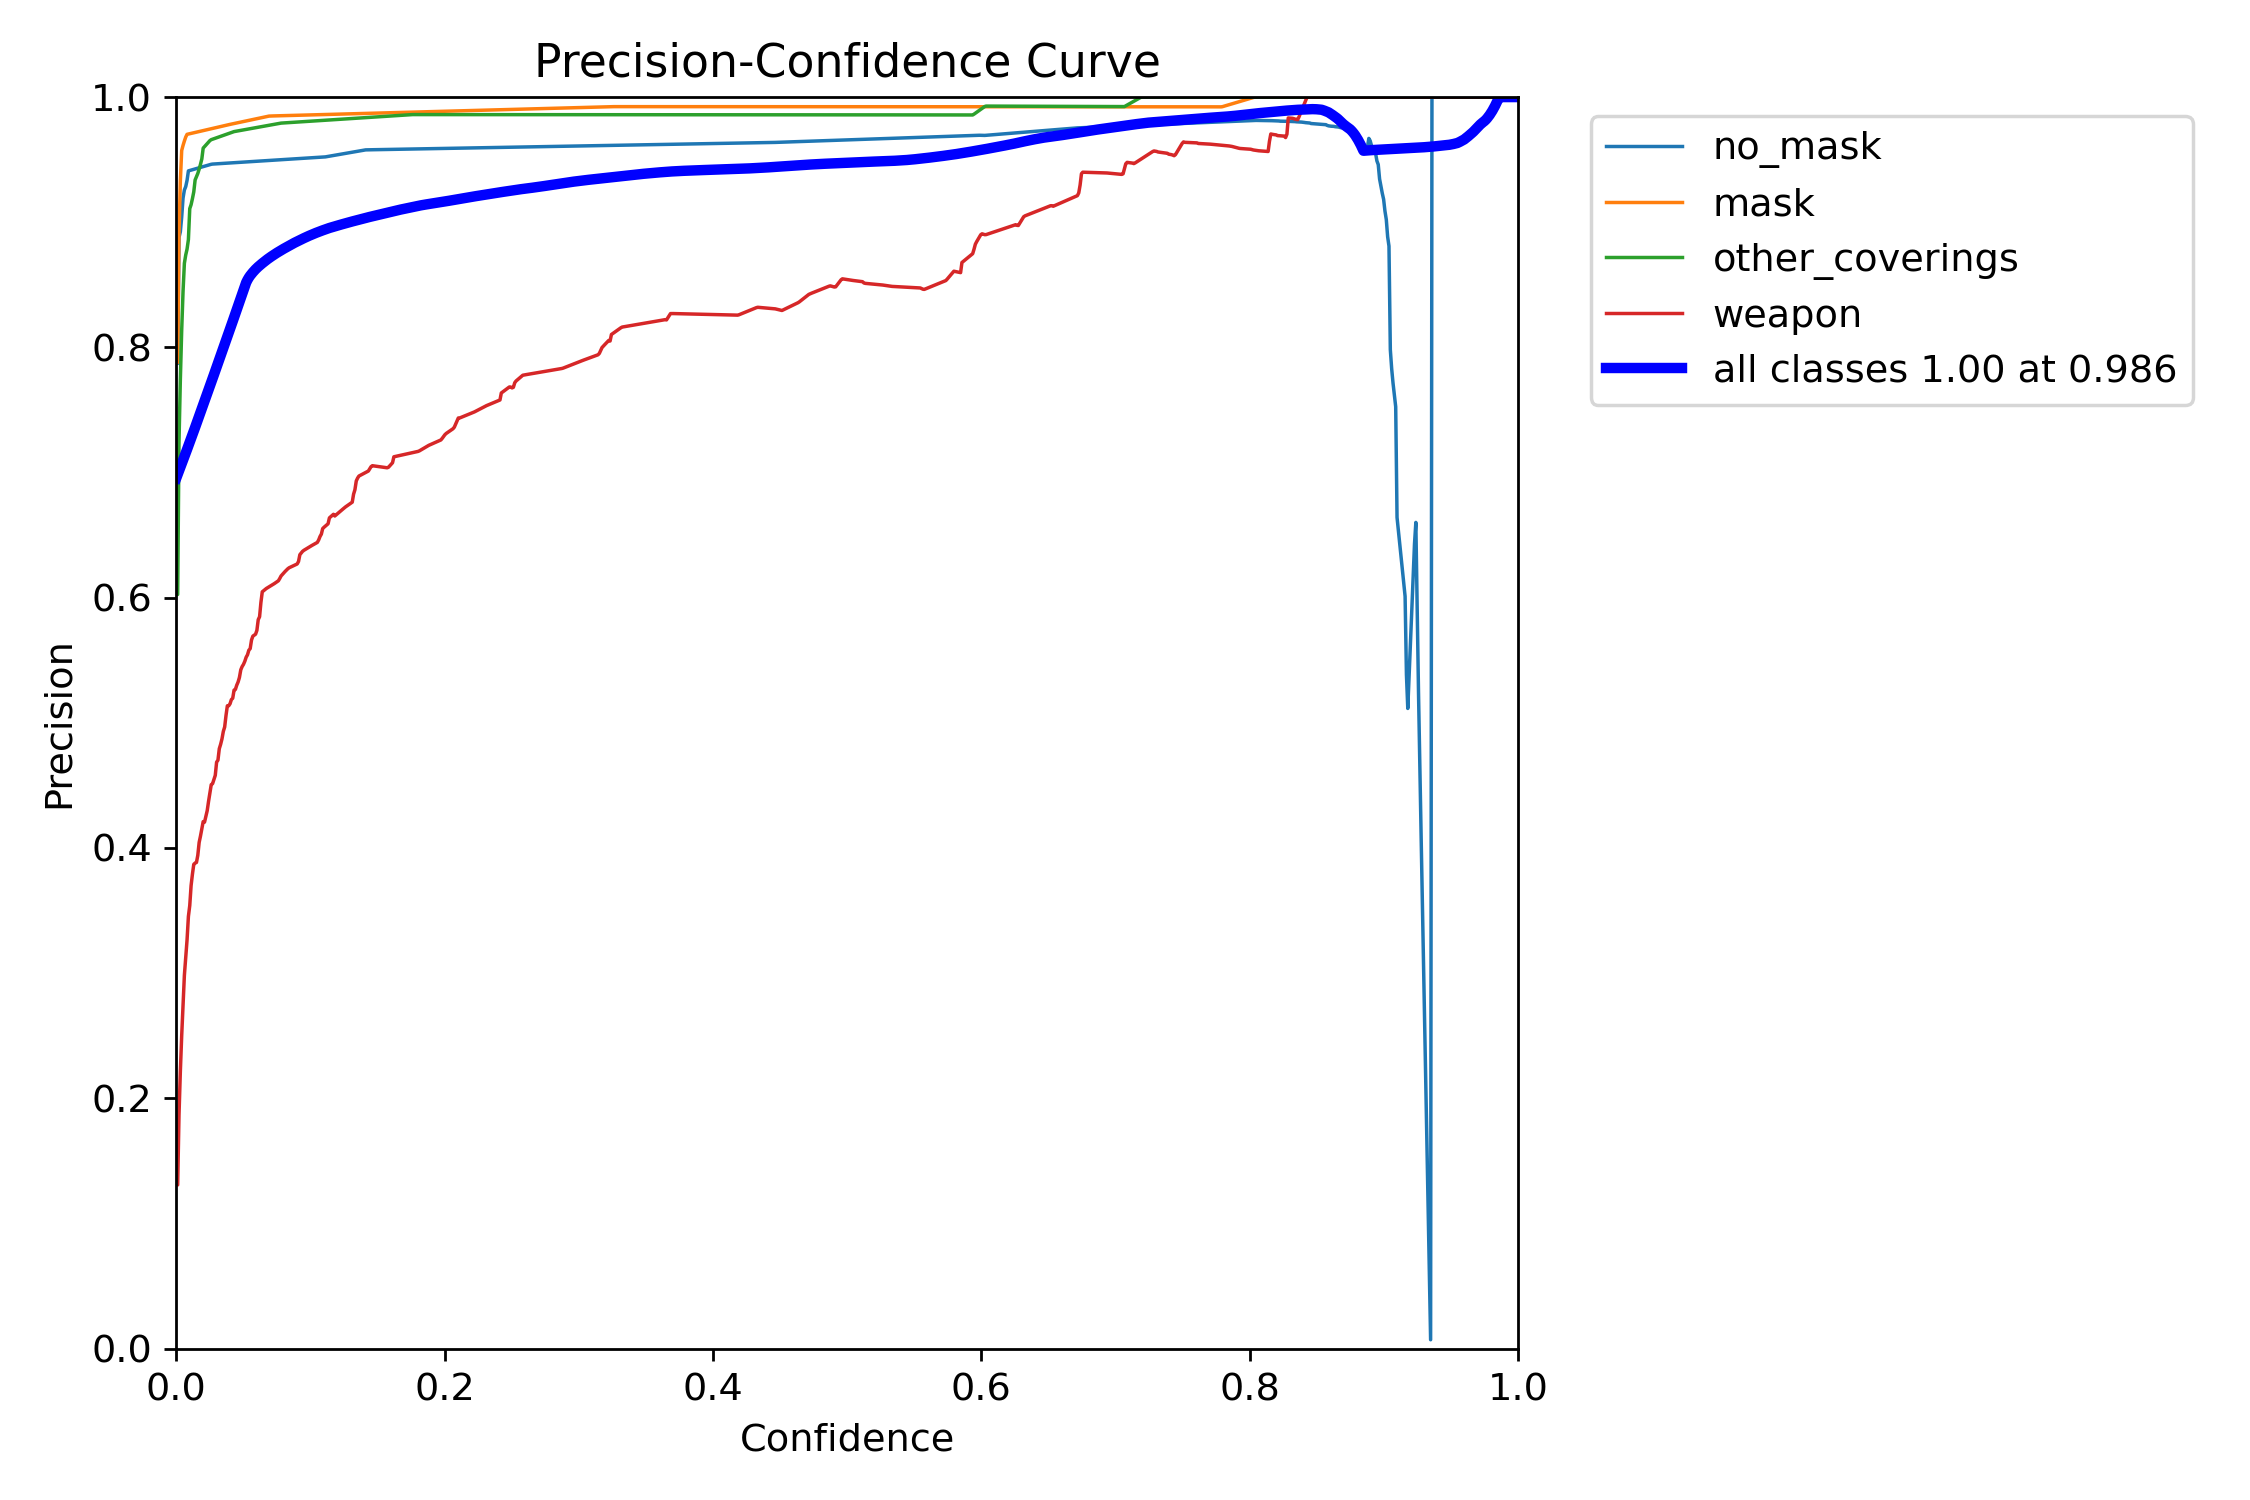 Precision-Confidence Curve
1.0
0.8
0.6
0.4
0.2
0.0
Precision
0.0 0.2 0.4 0.6 0.8 1.0
Confidence
no_mask
mask
other_coverings
weapon
all classes 1.00 at 0.986